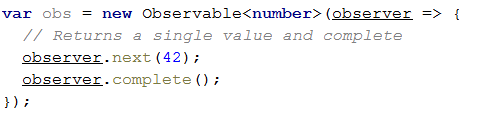 var obs = new Observable<number>(observer => {
  // Returns a single value and complete
  observer.next(42);
  observer.complete();
});